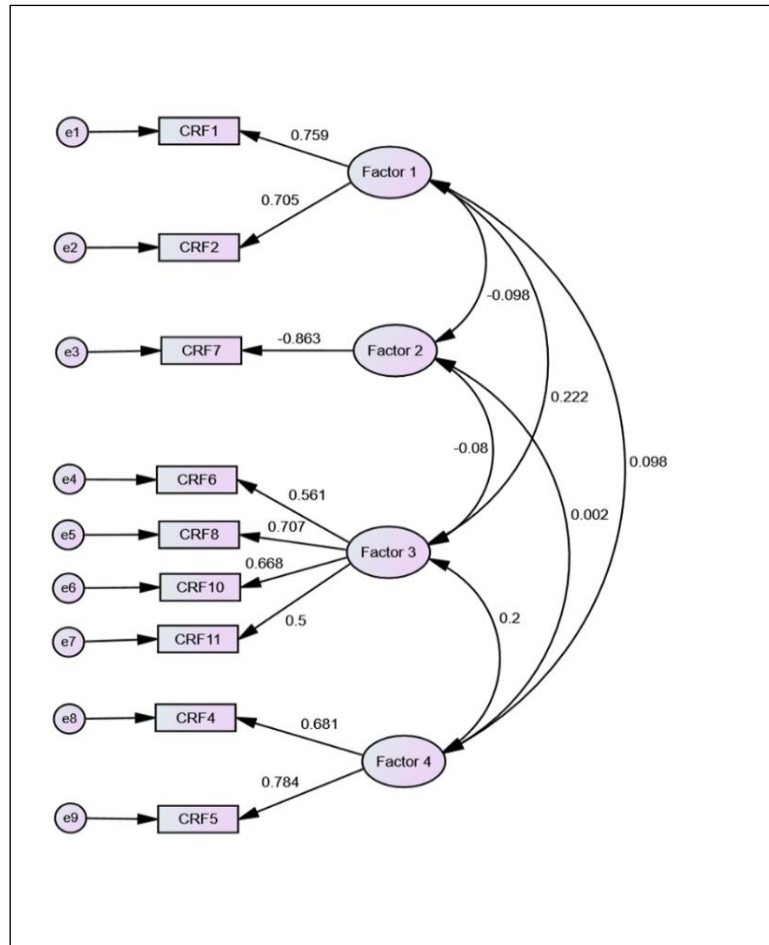 e1
CRF1
0.759
Factor 1
0.705
e2
CRF2
-0.098
e3
CRF7
-0.863
Factor 2
0.222
-0.08
0.098
e4
CRF6
0.561
0.002
e5
CRF8
0.707
Factor 3
e6
CRF10
0.668
0.5
0.2
e7
CRF11
e8
CRF4
0.681
Factor 4
0.784
e9
CRF5